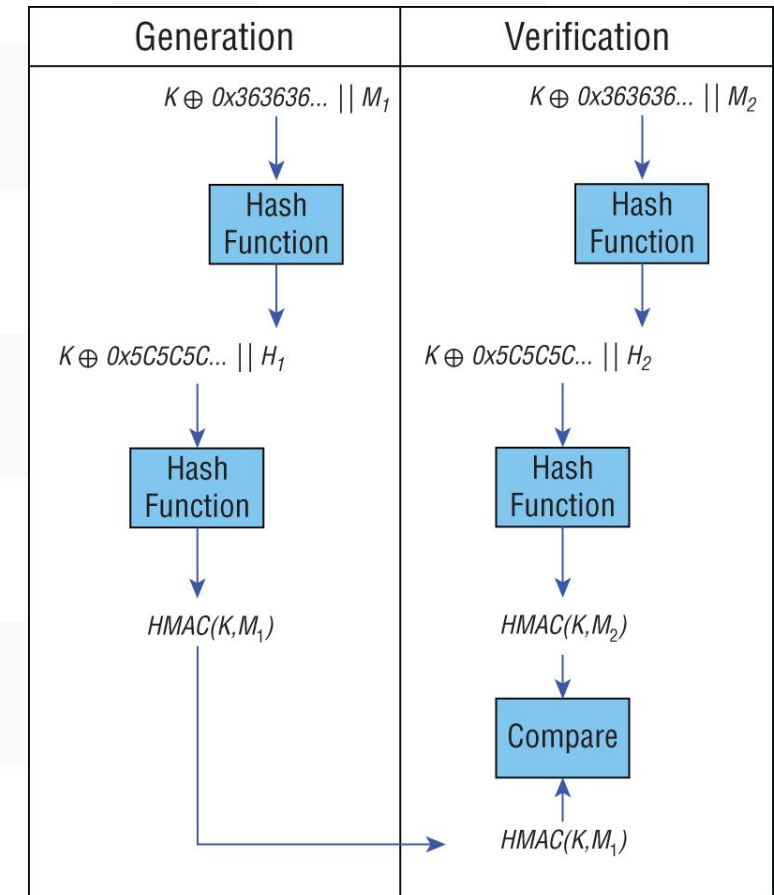 Generation
Verification
K ⊕ 0x363636... || M₁
K ⊕ 0x363636... || M₂
Hash
Function
Hash
Function
K ⊕ 0x5C5C5C... || H₁
K ⊕ 0x5C5C5C... || H₂
Hash
Function
Hash
Function
HMAC(K,M₁)
HMAC(K,M₂)
Compare
HMAC(K,M₁)